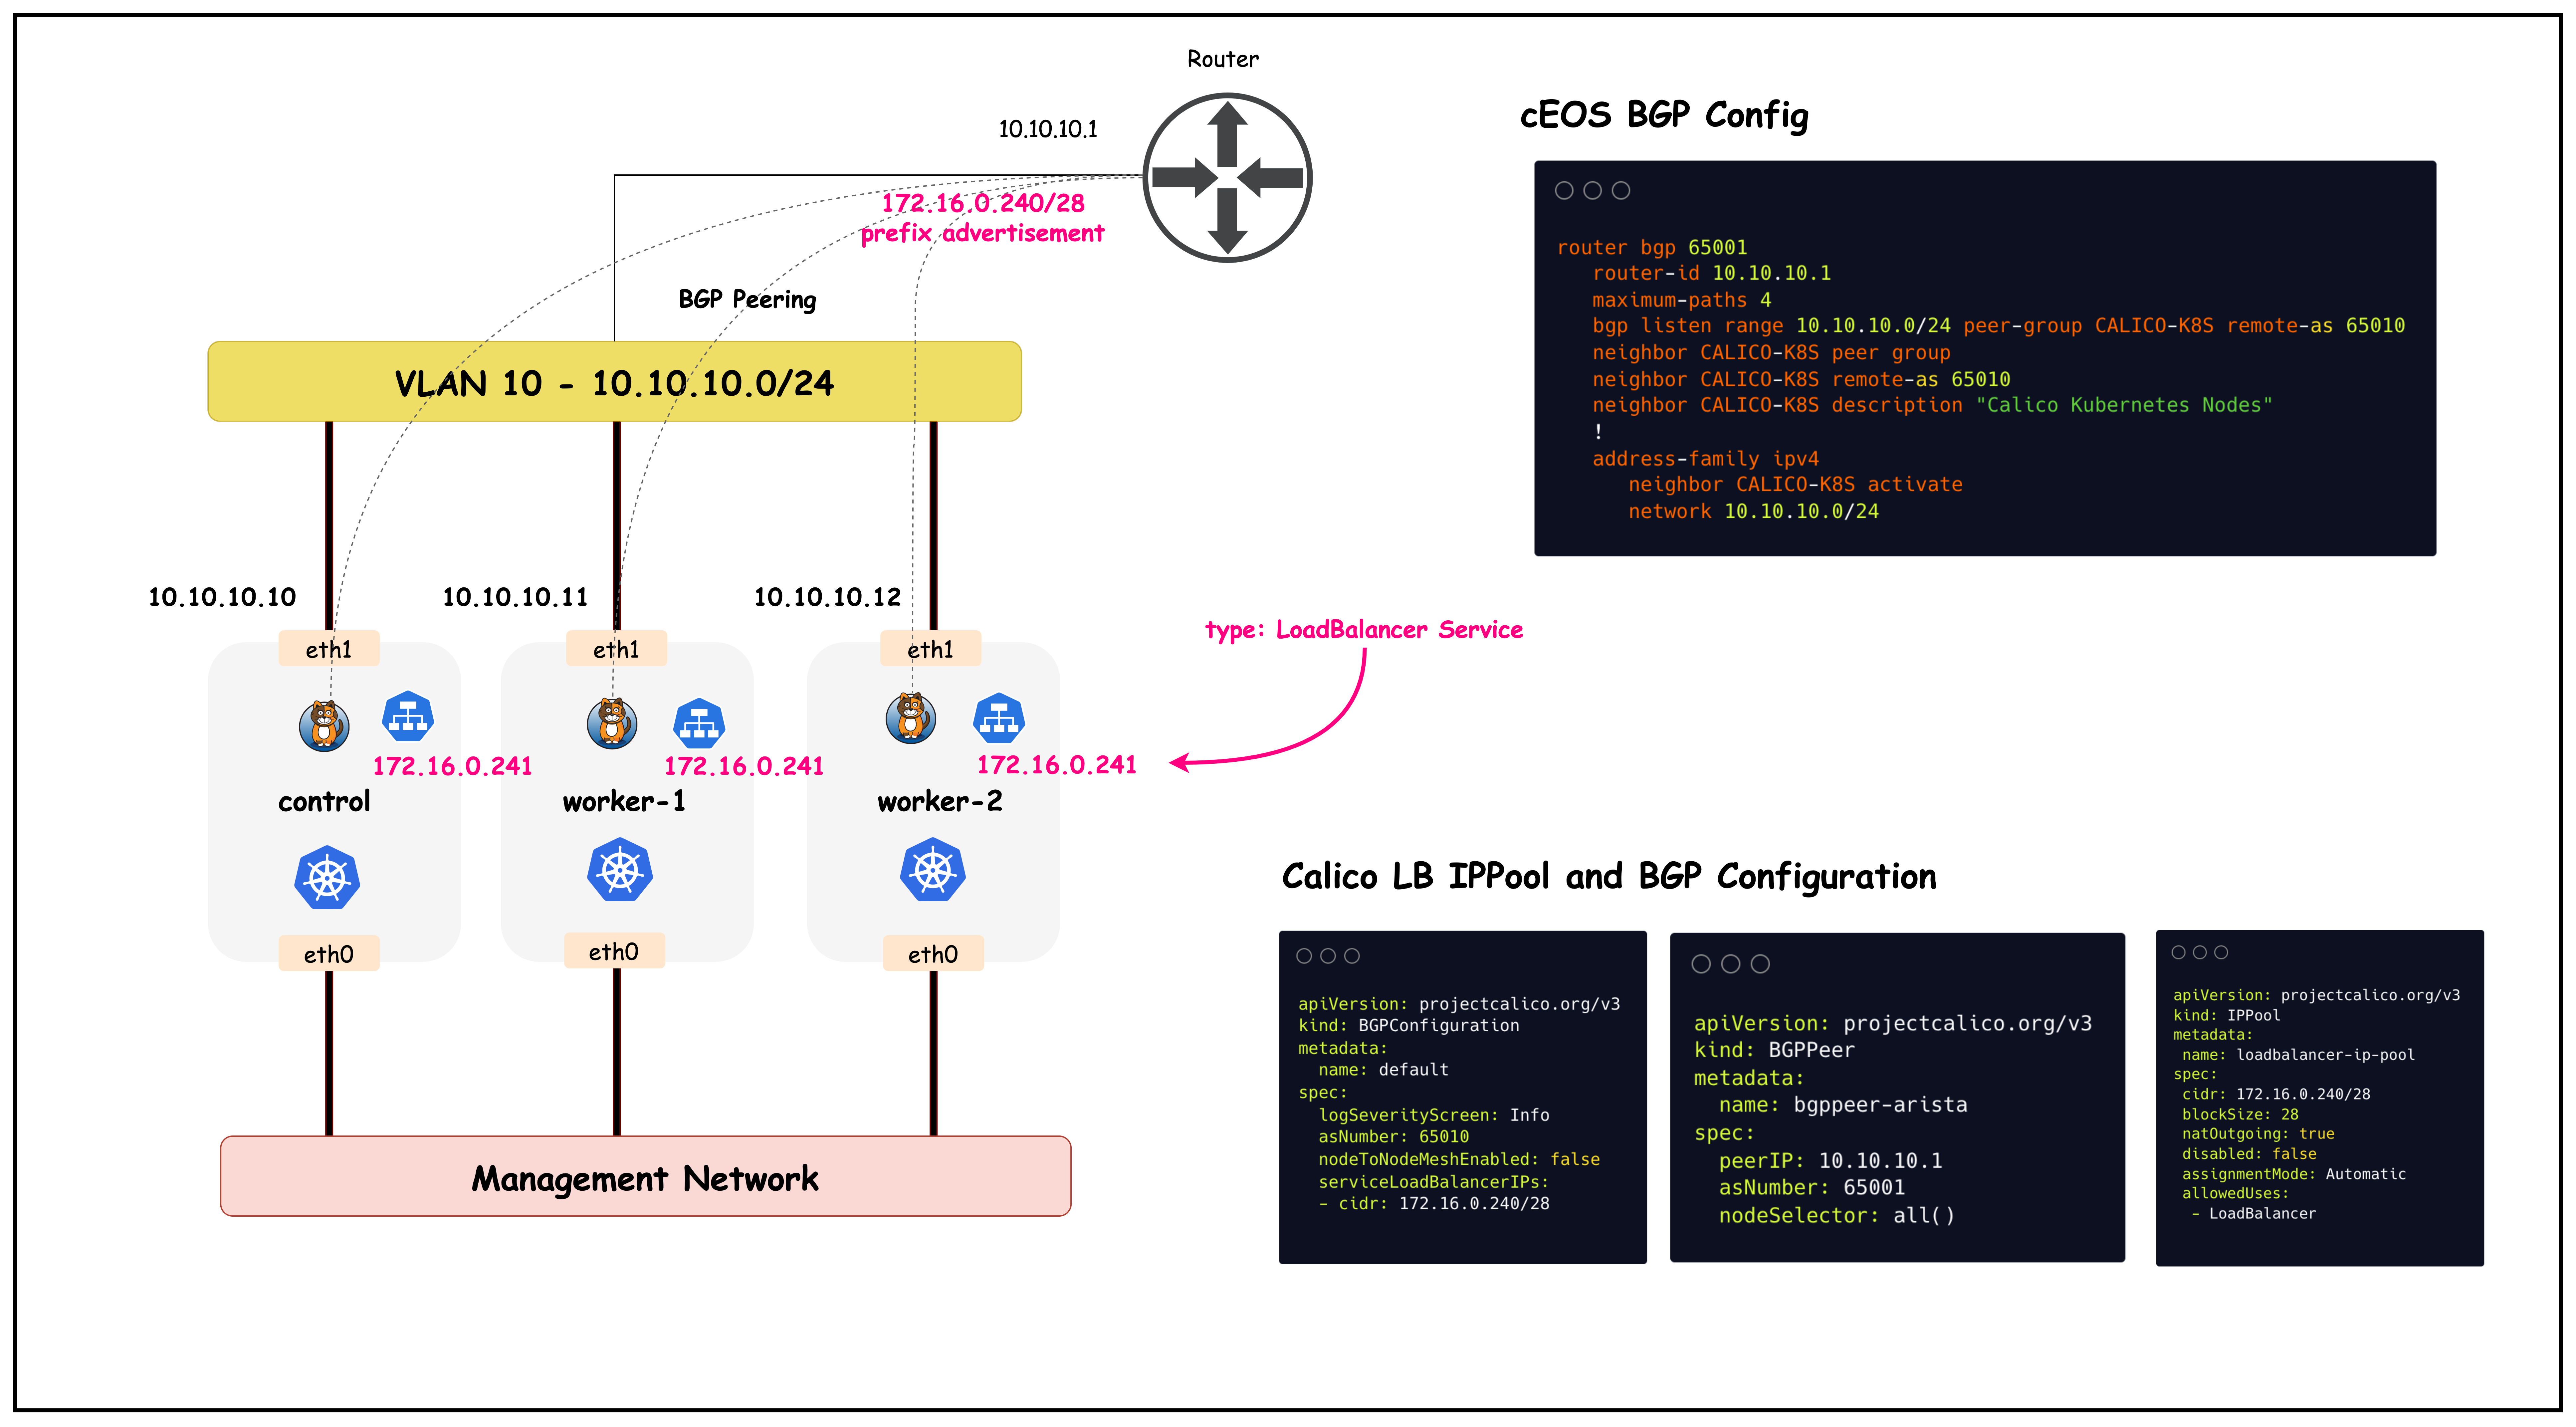 Router
10.10.10.1
172.16.0.240/28
prefix advertisement
BGP Peering
VLAN 10 - 10.10.10.0/24
10.10.10.10
10.10.10.11
10.10.10.12
eth1
eth1
eth1
172.16.0.241
172.16.0.241
172.16.0.241
control
worker-1
worker-2
eth0
eth0
eth0
Management Network
type: LoadBalancer Service
cEOS BGP Config
router bgp 65001
   router-id 10.10.10.1
   maximum-paths 4
   bgp listen range 10.10.10.0/24 peer-group CALICO-K8S remote-as 65010
   neighbor CALICO-K8S peer group
   neighbor CALICO-K8S remote-as 65010
   neighbor CALICO-K8S description "Calico Kubernetes Nodes"
   !
   address-family ipv4
      neighbor CALICO-K8S activate
      network 10.10.10.0/24
Calico LB IPPool and BGP Configuration
apiVersion: projectcalico.org/v3
kind: BGPConfiguration
metadata:
  name: default
spec:
  logSeverityScreen: Info
  asNumber: 65010
  nodeToNodeMeshEnabled: false
  serviceLoadBalancerIPs:
  - cidr: 172.16.0.240/28
apiVersion: projectcalico.org/v3
kind: BGPPeer
metadata:
  name: bgppeer-arista
spec:
  peerIP: 10.10.10.1
  asNumber: 65001
  nodeSelector: all()
apiVersion: projectcalico.org/v3
kind: IPPool
metadata:
 name: loadbalancer-ip-pool
spec:
 cidr: 172.16.0.240/28
 blockSize: 28
 natOutgoing: true
 disabled: false
 assignmentMode: Automatic
 allowedUses:
  - LoadBalancer